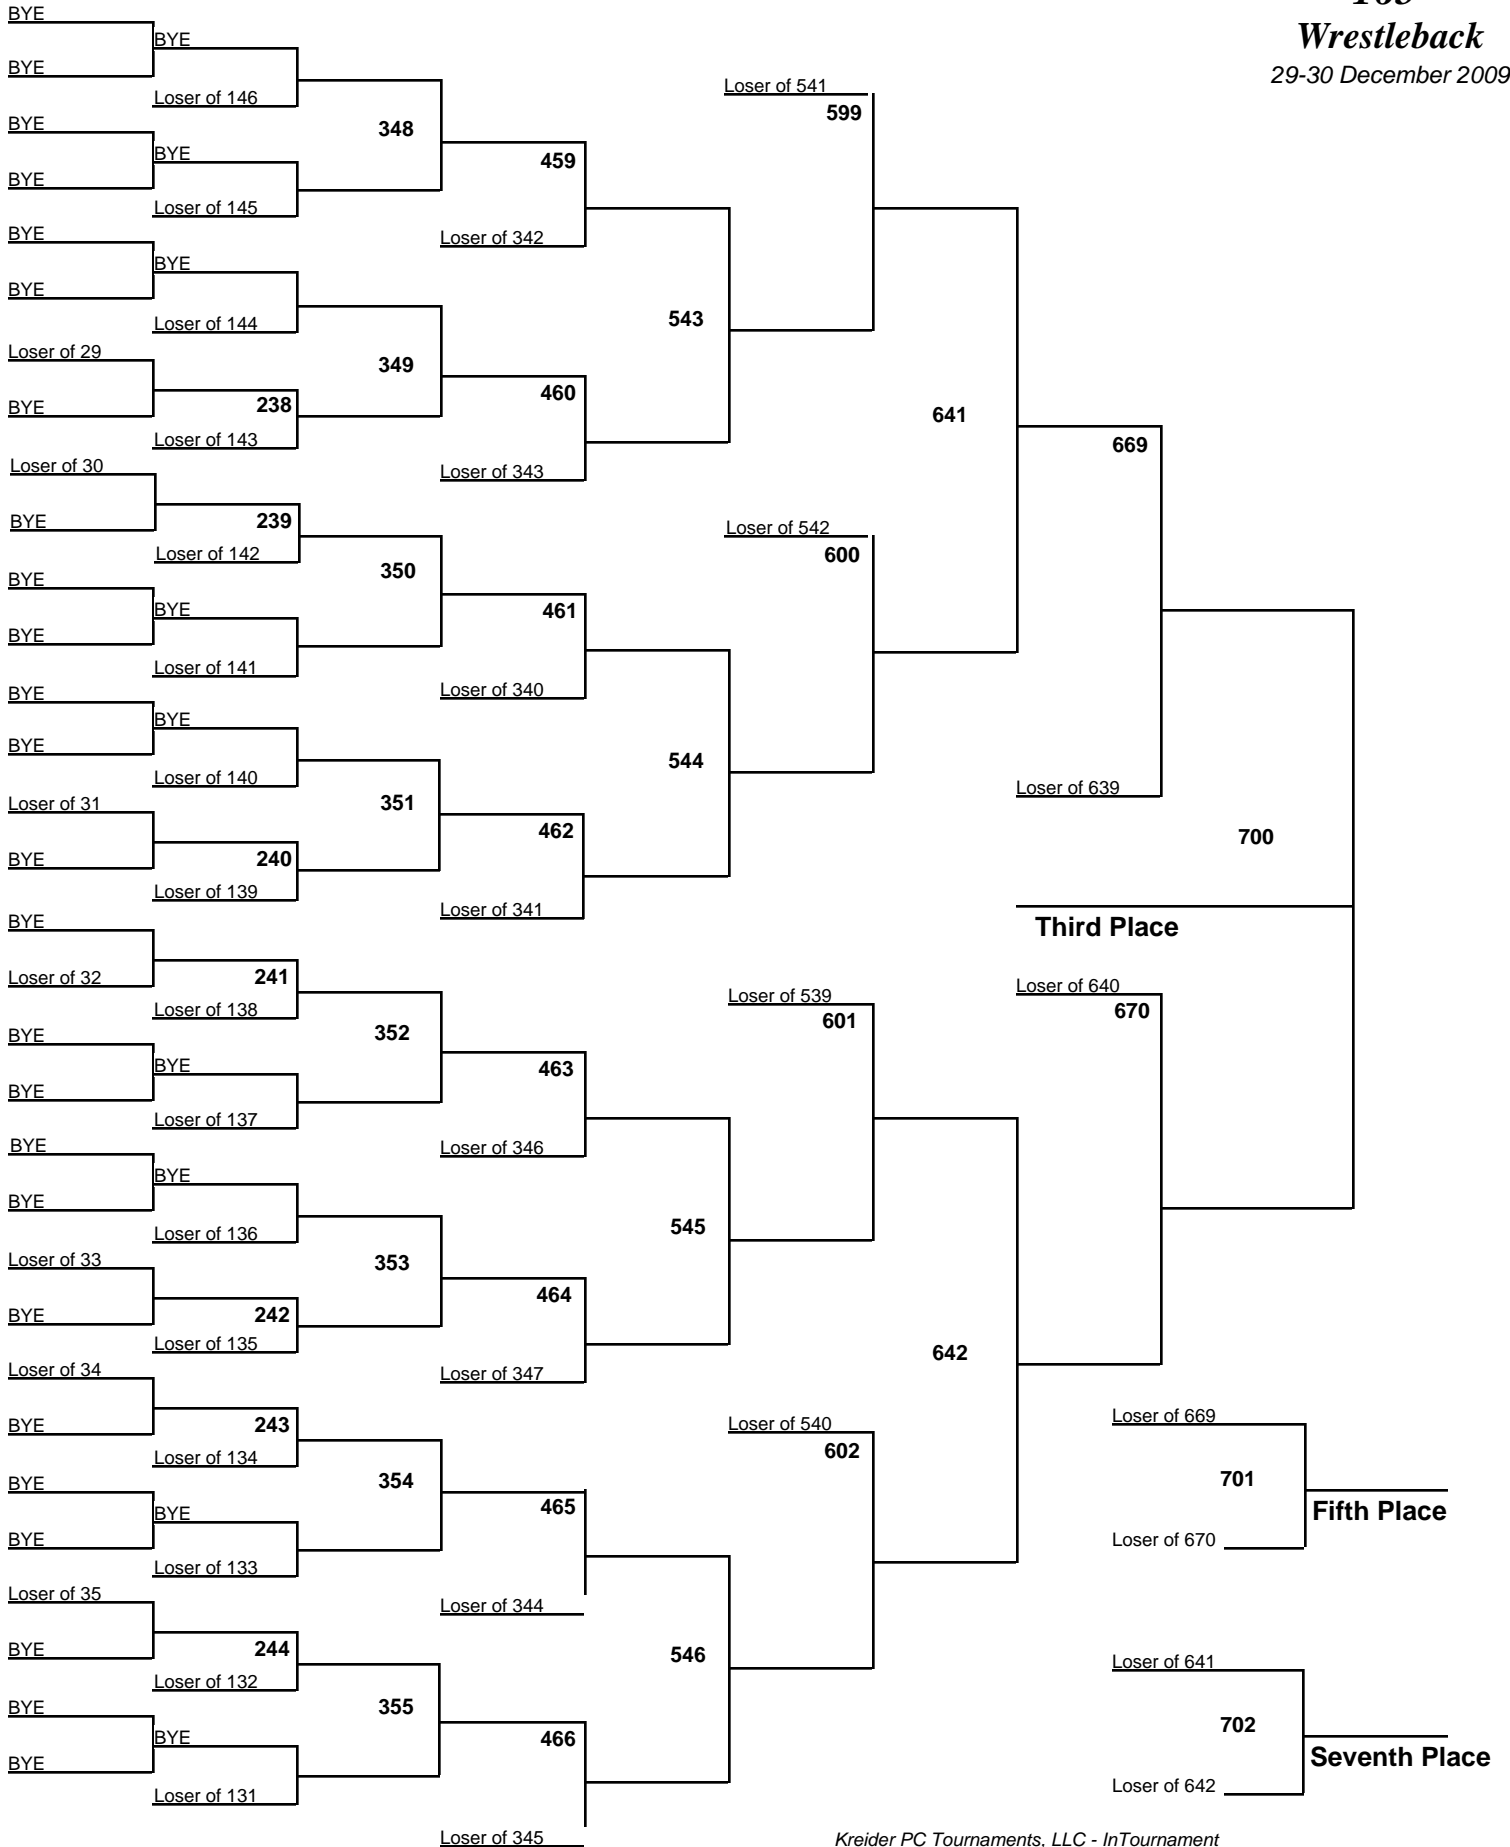 103
Wrestleback
29-30 December 2009
BYE
BYE
BYE
Loser of 146
BYE
BYE
BYE
Loser of 145
348
BYE
BYE
BYE
Loser of 144
Loser of 29
BYE
238
Loser of 143
349
459
Loser of 342
460
Loser of 343
543
Loser of 541
599
Loser of 30
BYE
239
Loser of 142
BYE
BYE
BYE
Loser of 141
350
BYE
BYE
BYE
Loser of 140
Loser of 31
BYE
240
Loser of 139
351
461
Loser of 340
462
Loser of 341
544
Loser of 542
600
641
669
Loser of 639
700
Third Place
BYE
Loser of 32
241
Loser of 138
BYE
BYE
BYE
Loser of 137
352
BYE
BYE
BYE
Loser of 136
Loser of 33
BYE
242
Loser of 135
353
463
Loser of 346
464
Loser of 347
545
Loser of 539
601
Loser of 640
670
Loser of 34
BYE
243
Loser of 134
BYE
BYE
BYE
Loser of 133
354
Loser of 35
BYE
244
Loser of 132
BYE
BYE
BYE
Loser of 131
355
465
Loser of 344
466
Loser of 345
546
Loser of 540
602
642
Loser of 669
701
Fifth Place
Loser of 670
Loser of 641
702
Seventh Place
Loser of 642
Kreider PC Tournaments, LLC - InTournament